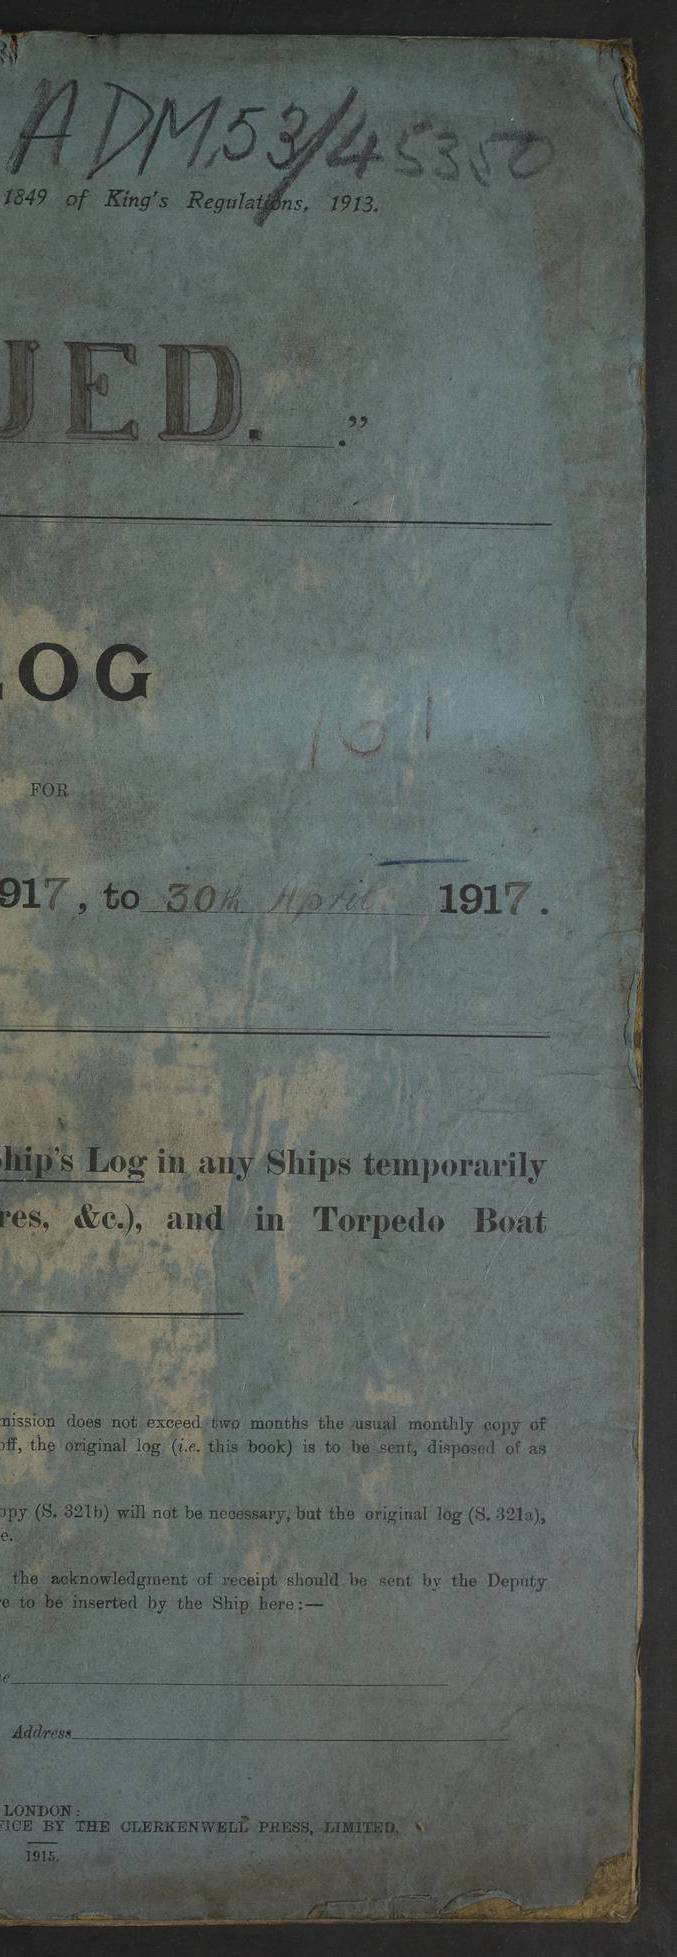 ADM53/45350
1849 of King's Regulations, 1913.
UED. ."
LOG
161
FOR
917, to 30th April 1917.
hip's Log in any Ships temporarily
res, &c.), and in Torpedo Boat
mission does not exceed two months the usual monthly copy of
off, the original log (i.e. this book) is to be sent, disposed of as
opy (S. 321b) will not be necessary, but the original log (S. 321a),
e.
the acknowledgment of receipt should be sent by the Deputy
e to be inserted by the Ship here:—
e
Address
LONDON:
FICE BY THE CLERKENWELL PRESS, LIMITED,
1915.